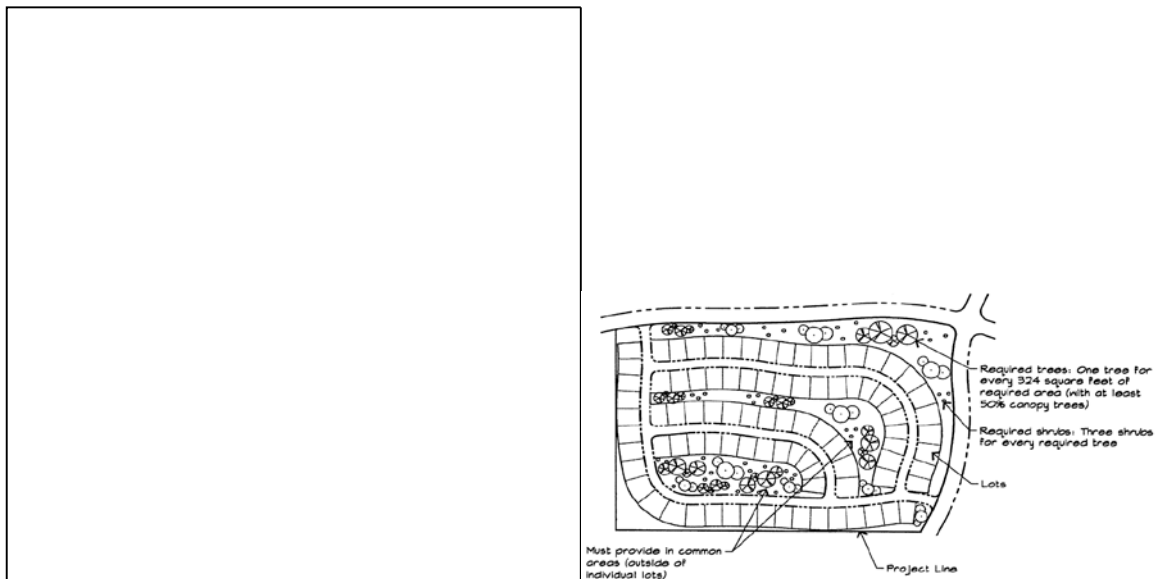 Required trees: One tree for
every 324 square feet of
required area (with at least
50% canopy trees)
Required shrubs: Three shrubs
for every required tree
Lots
Must provide in common
areas (outside of
individual lots)
Project Line